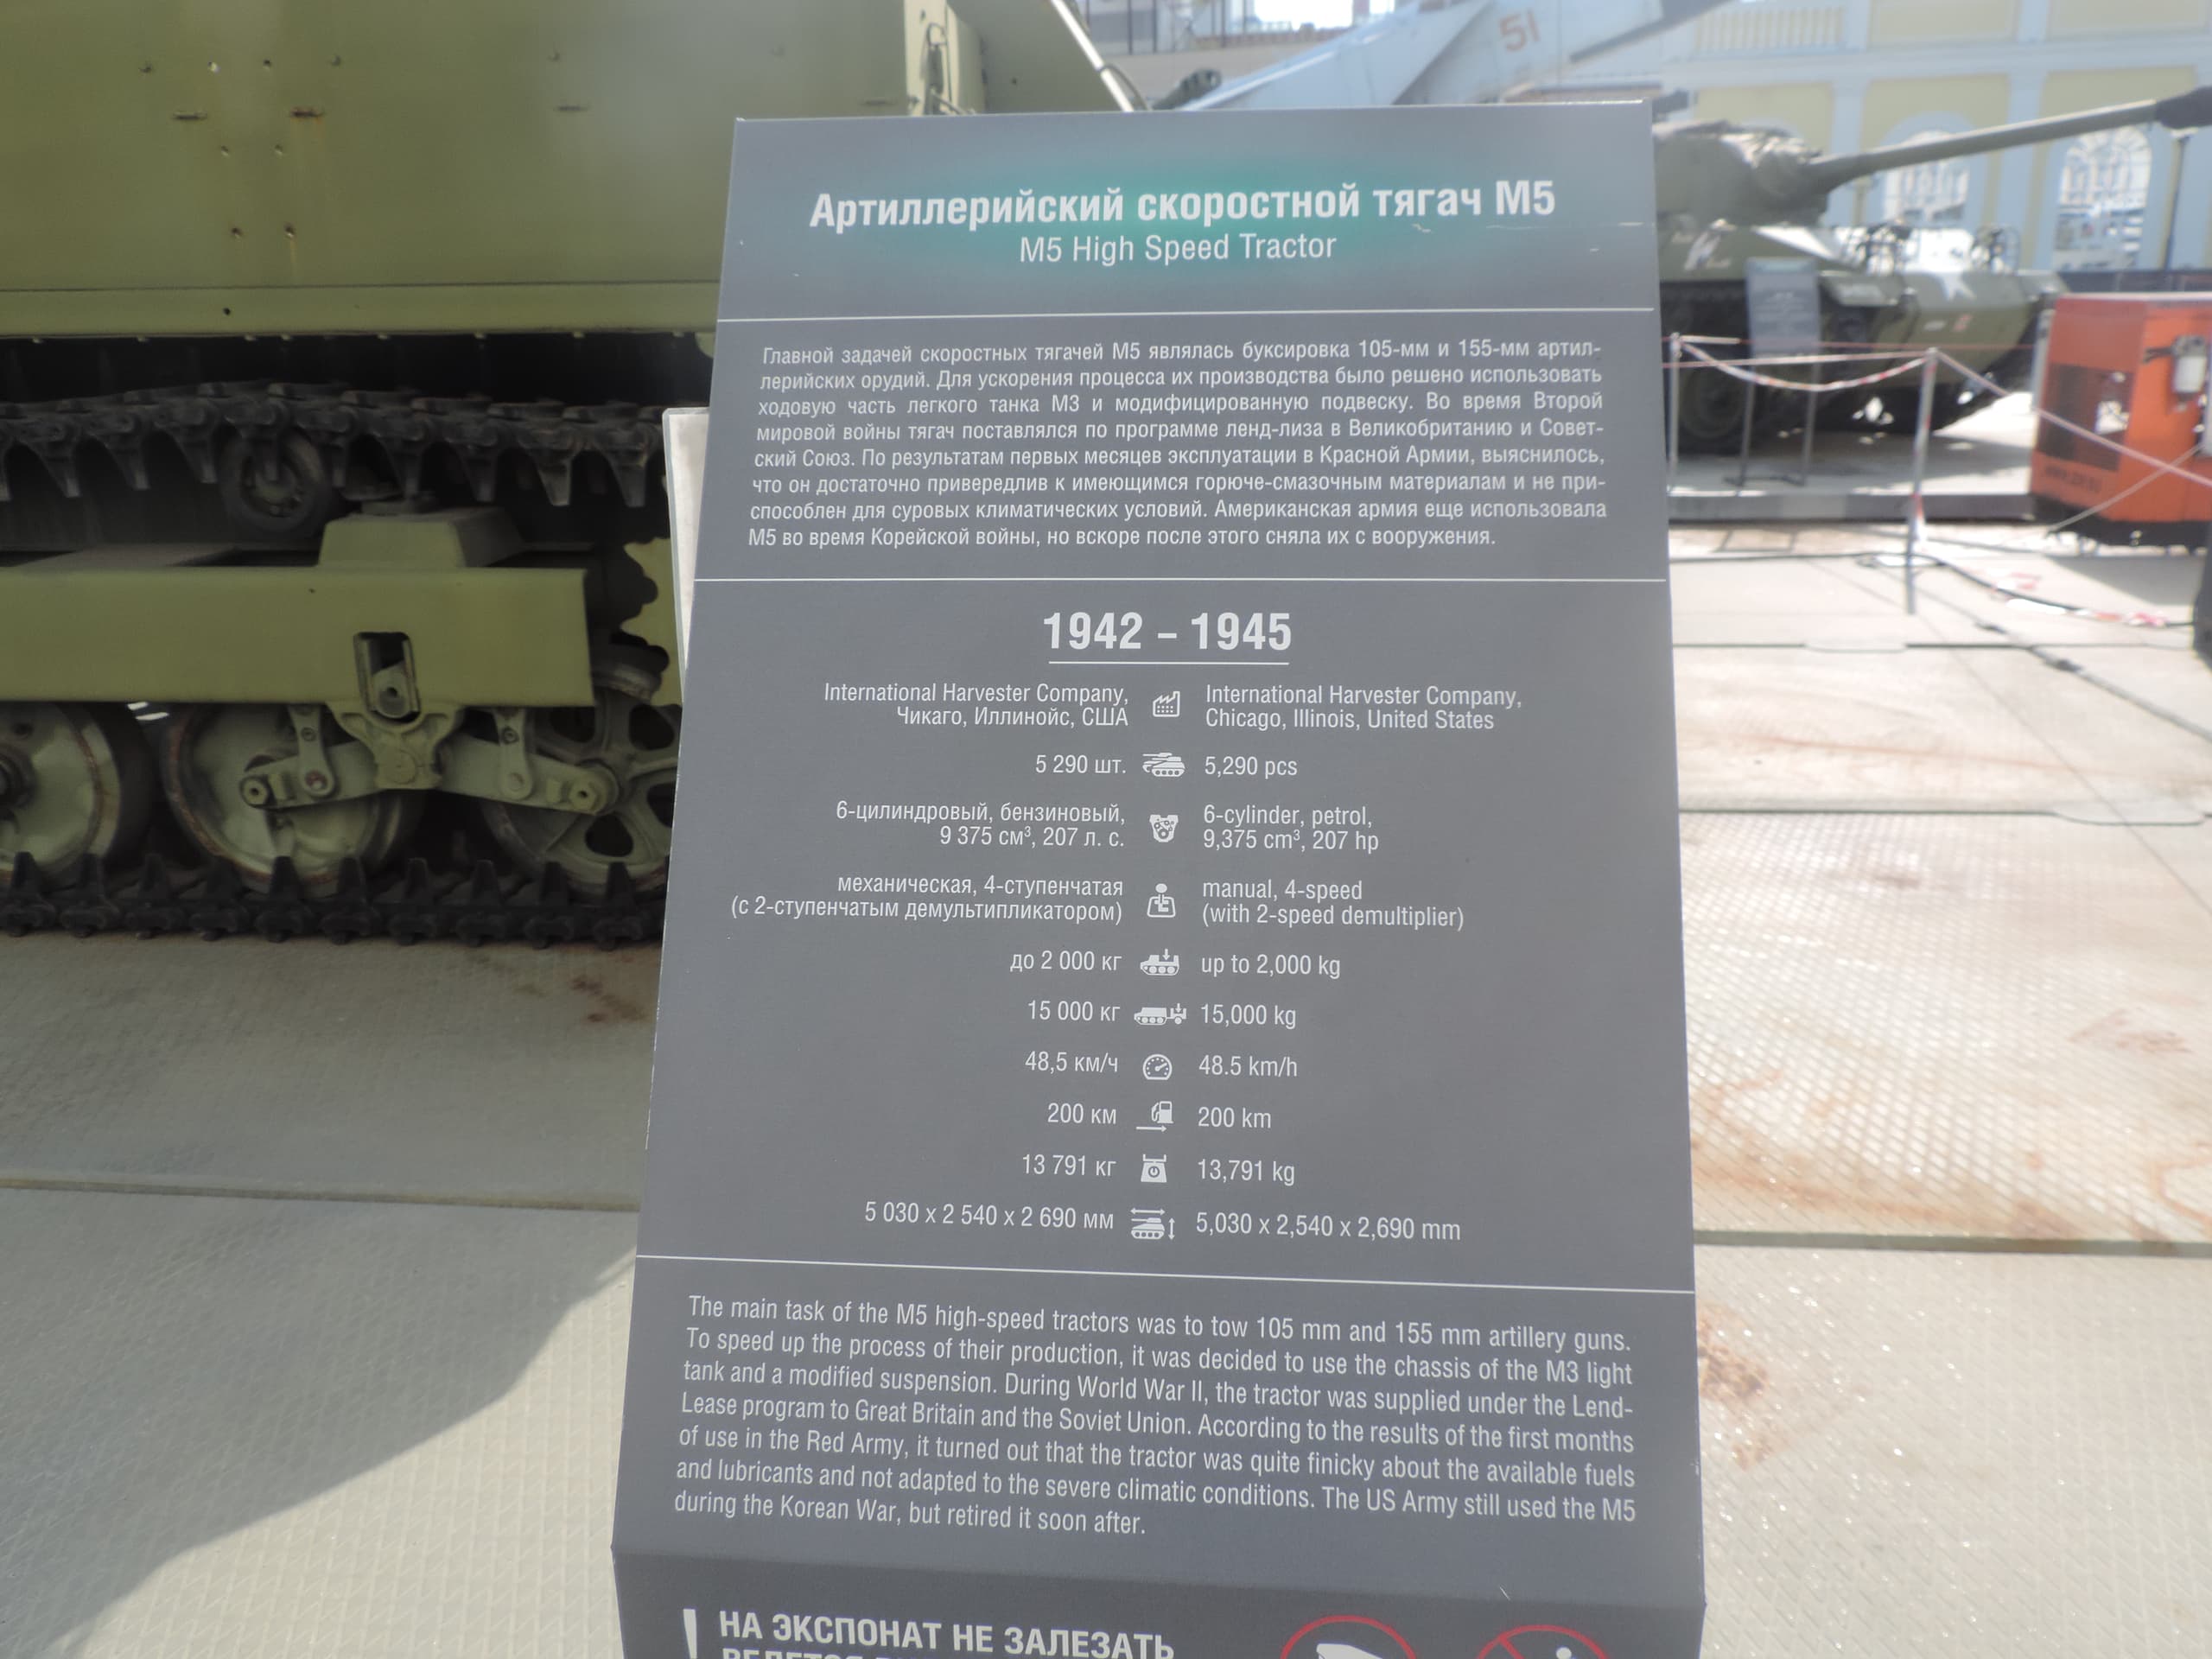 51
Артиллерийский скоростной тягач М5
M5 High Speed Tractor
Главной задачей скоростных тягачей М5 являлась буксировка 105-мм и 155-мм артил-
лерийских орудий. Для ускорения процесса их производства было решено использовать
ходовую часть легкого танка М3 и модифицированную подвеску. Во время Второй
мировой войны тягач поставлялся по программе ленд-лиза в Великобританию и Совет-
ский Союз. По результатам первых месяцев эксплуатации в Красной Армии, выяснилось,
что он достаточно привередлив к имеющимся горюче-смазочным материалам и не при-
способлен для суровых климатических условий. Американская армия еще использовала
М5 во время Корейской войны, но вскоре после этого сняла их с вооружения.
1942 – 1945
International Harvester Company,
Чикаго, Иллинойс, США
International Harvester Company,
Chicago, Illinois, United States
5 290 шт.
5,290 pcs
6-цилиндровый, бензиновый,
9 375 см³, 207 л. с.
6-cylinder, petrol,
9,375 cm³, 207 hp
механическая, 4-ступенчатая
(с 2-ступенчатым демультипликатором)
manual, 4-speed
(with 2-speed demultiplier)
до 2 000 кг
up to 2,000 kg
15 000 кг
15,000 kg
48,5 км/ч
48.5 km/h
200 км
200 km
13 791 кг
13,791 kg
5 030 x 2 540 x 2 690 мм
5,030 x 2,540 x 2,690 mm
The main task of the M5 high-speed tractors was to tow 105 mm and 155 mm artillery guns.
To speed up the process of their production, it was decided to use the chassis of the M3 light
tank and a modified suspension. During World War II, the tractor was supplied under the Lend-
Lease program to Great Britain and the Soviet Union. According to the results of the first months
of use in the Red Army, it turned out that the tractor was quite finicky about the available fuels
and lubricants and not adapted to the severe climatic conditions. The US Army still used the M5
during the Korean War, but retired it soon after.
! НА ЭКСПОНАТ НЕ ЗАЛЕЗАТЬ